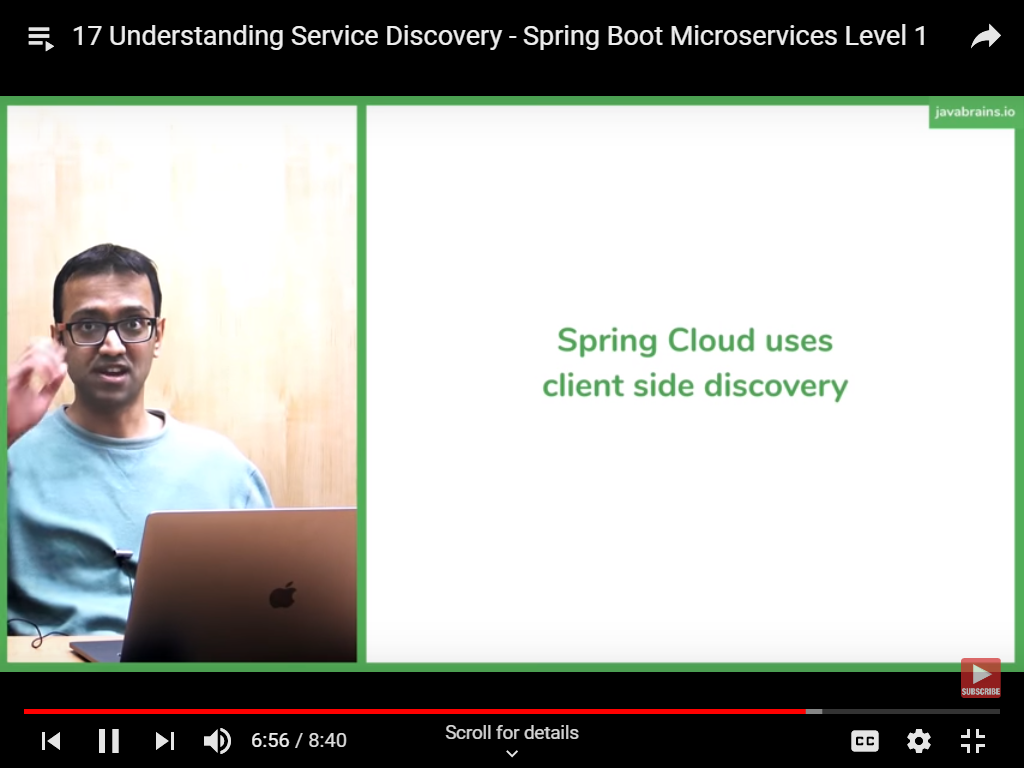 17 Understanding Service Discovery - Spring Boot Microservices Level 1
javabrains.io
Spring Cloud uses
client side discovery
SUBSCRIBE
6:56 / 8:40
Scroll for details
CC